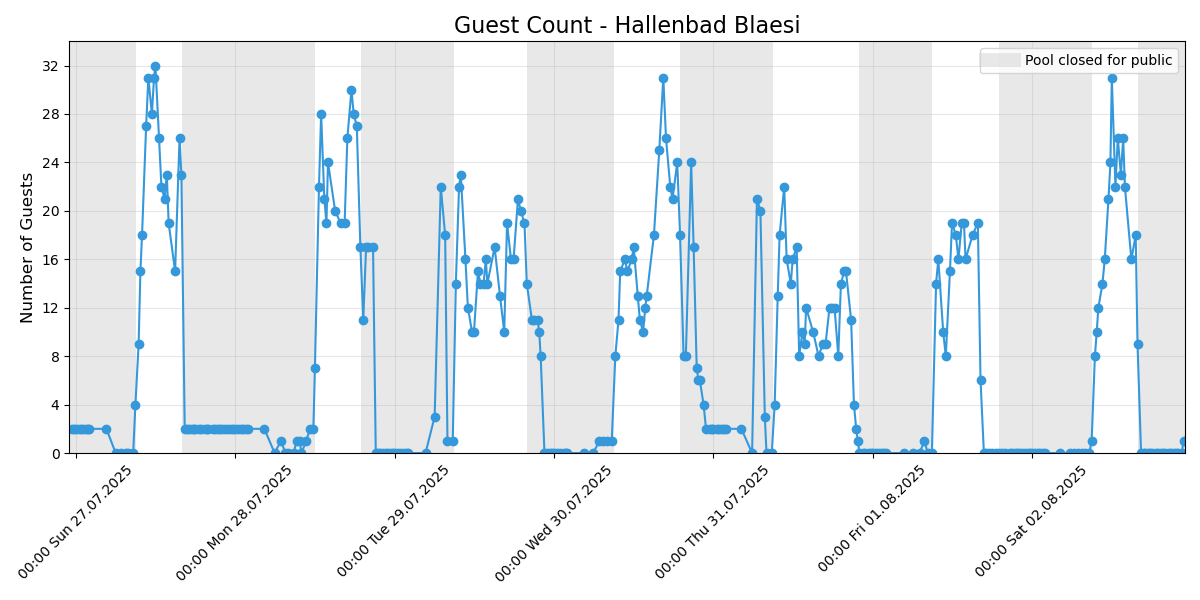 Guest Count - Hallenbad Blaesi
Pool closed for public
Number of Guests
32
28
24
20
16
12
8
4
0
00:00 Sun 27.07.2025
00:00 Mon 28.07.2025
00:00 Tue 29.07.2025
00:00 Wed 30.07.2025
00:00 Thu 31.07.2025
00:00 Fri 01.08.2025
00:00 Sat 02.08.2025